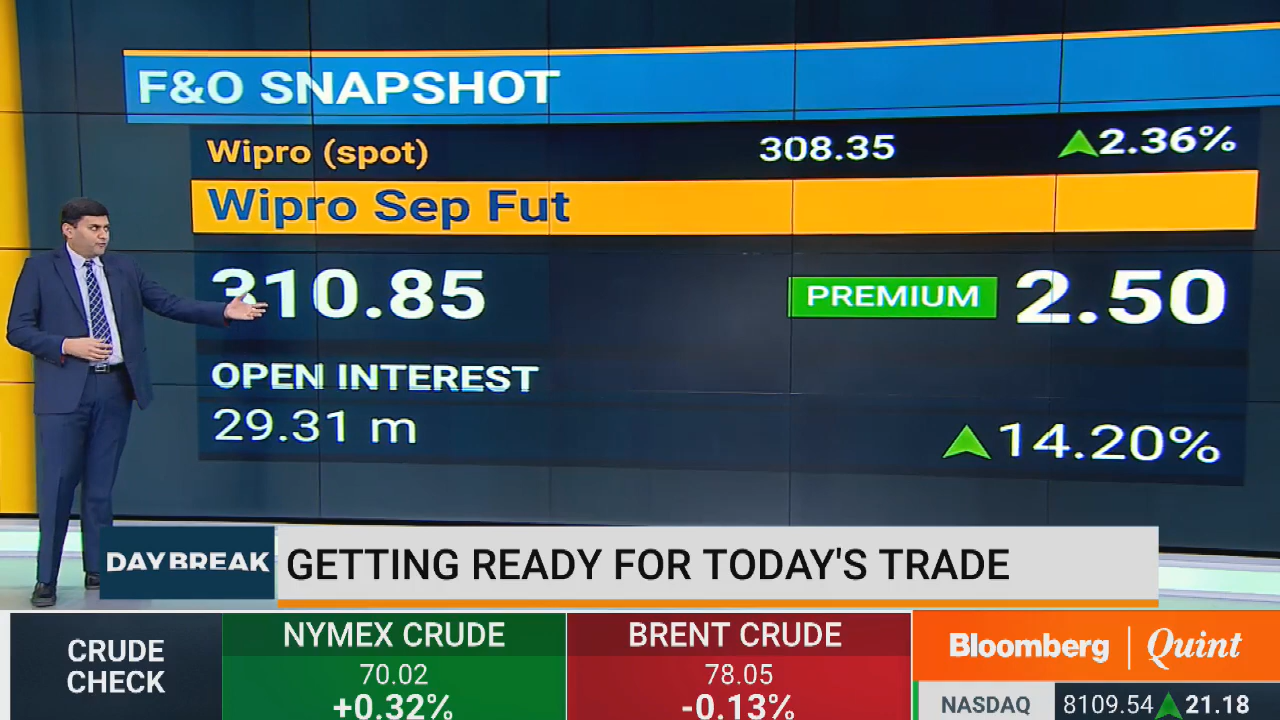 F&O SNAPSHOT
Wipro (spot) 308.35 ▲2.36%
Wipro Sep Fut
310.85 PREMIUM 2.50
OPEN INTEREST
29.31 m ▲14.20%
DAYBREAK GETTING READY FOR TODAY'S TRADE
CRUDE CHECK
NYMEX CRUDE
70.02
+0.32%
BRENT CRUDE
78.05
-0.13%
Bloomberg | Quint
NASDAQ 8109.54 ▲21.18